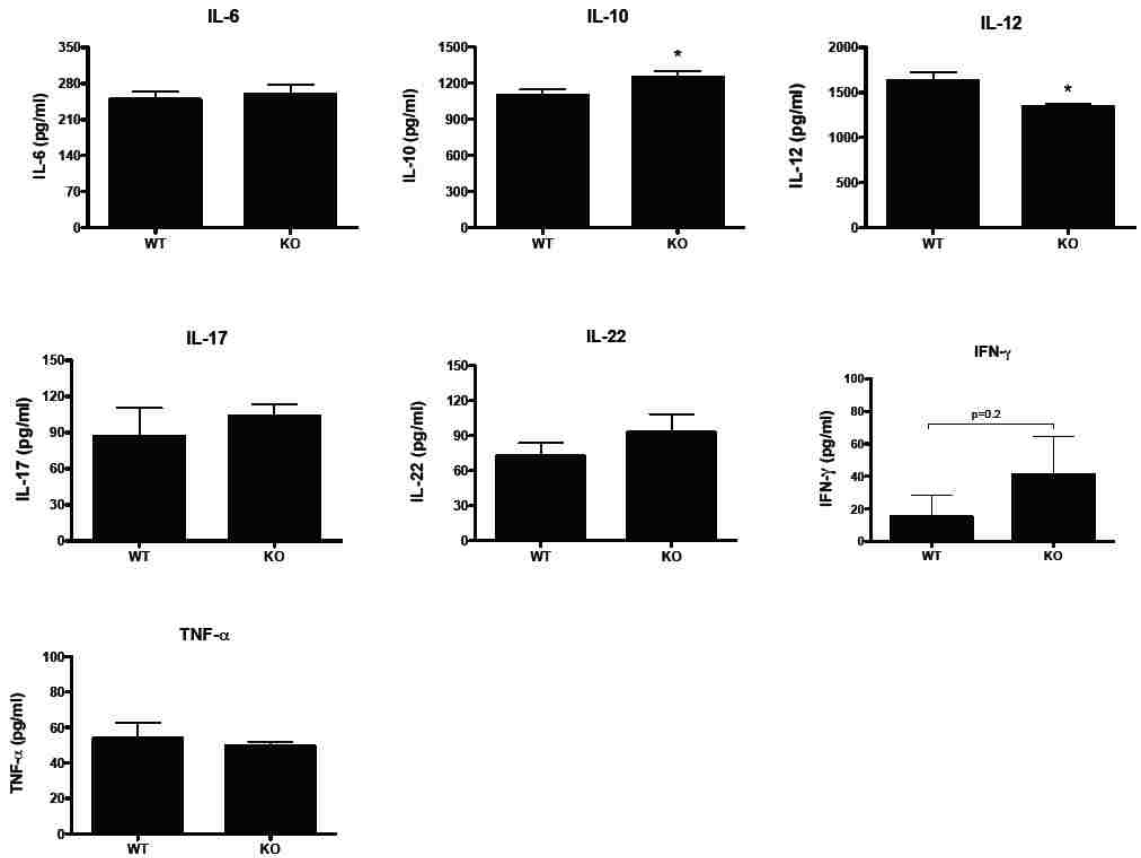 IL-6
IL-6 (pg/ml)
350
280
210
140
70
0
WT KO
IL-10
IL-10 (pg/ml)
1500
1200
900
600
300
0
*
WT KO
IL-12
IL-12 (pg/ml)
2000
1500
1000
500
0
*
WT KO
IL-17
IL-17 (pg/ml)
150
120
90
60
30
0
WT KO
IL-22
IL-22 (pg/ml)
150
120
90
60
30
0
WT KO
IFN-γ
IFN-γ (pg/ml)
100
80
60
40
20
0
p=0.2
WT KO
TNF-α
TNF-α (pg/ml)
100
80
60
40
20
0
WT KO